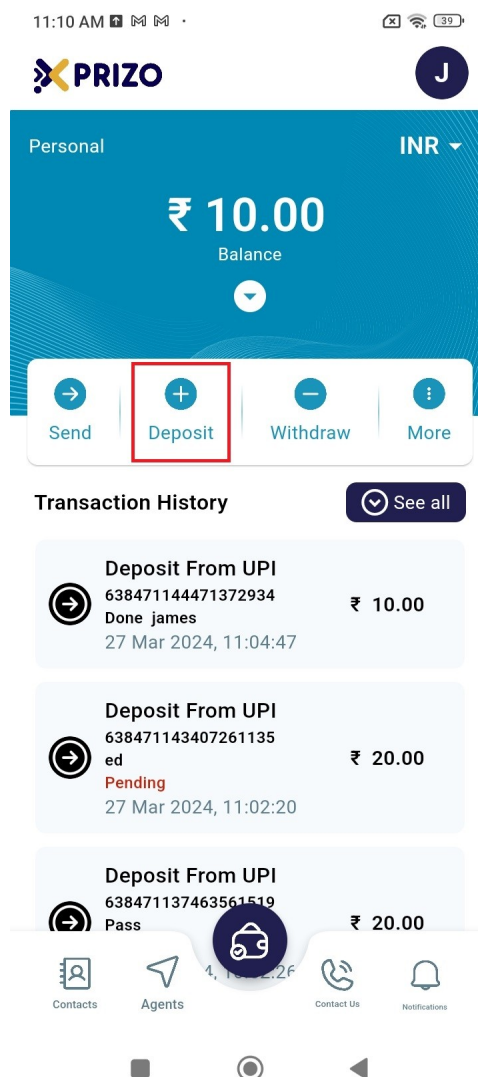 11:10 AM
39
PRIZO
J
Personal
INR
₹ 10.00
Balance
Send
Deposit
Withdraw
More
Transaction History
See all
Deposit From UPI
638471144471372934
Done james
₹ 10.00
27 Mar 2024, 11:04:47
Deposit From UPI
638471143407261135
ed
₹ 20.00
Pending
27 Mar 2024, 11:02:20
Deposit From UPI
638471137463561519
Pass
₹ 20.00
Contacts
Agents
Contact Us
Notifications